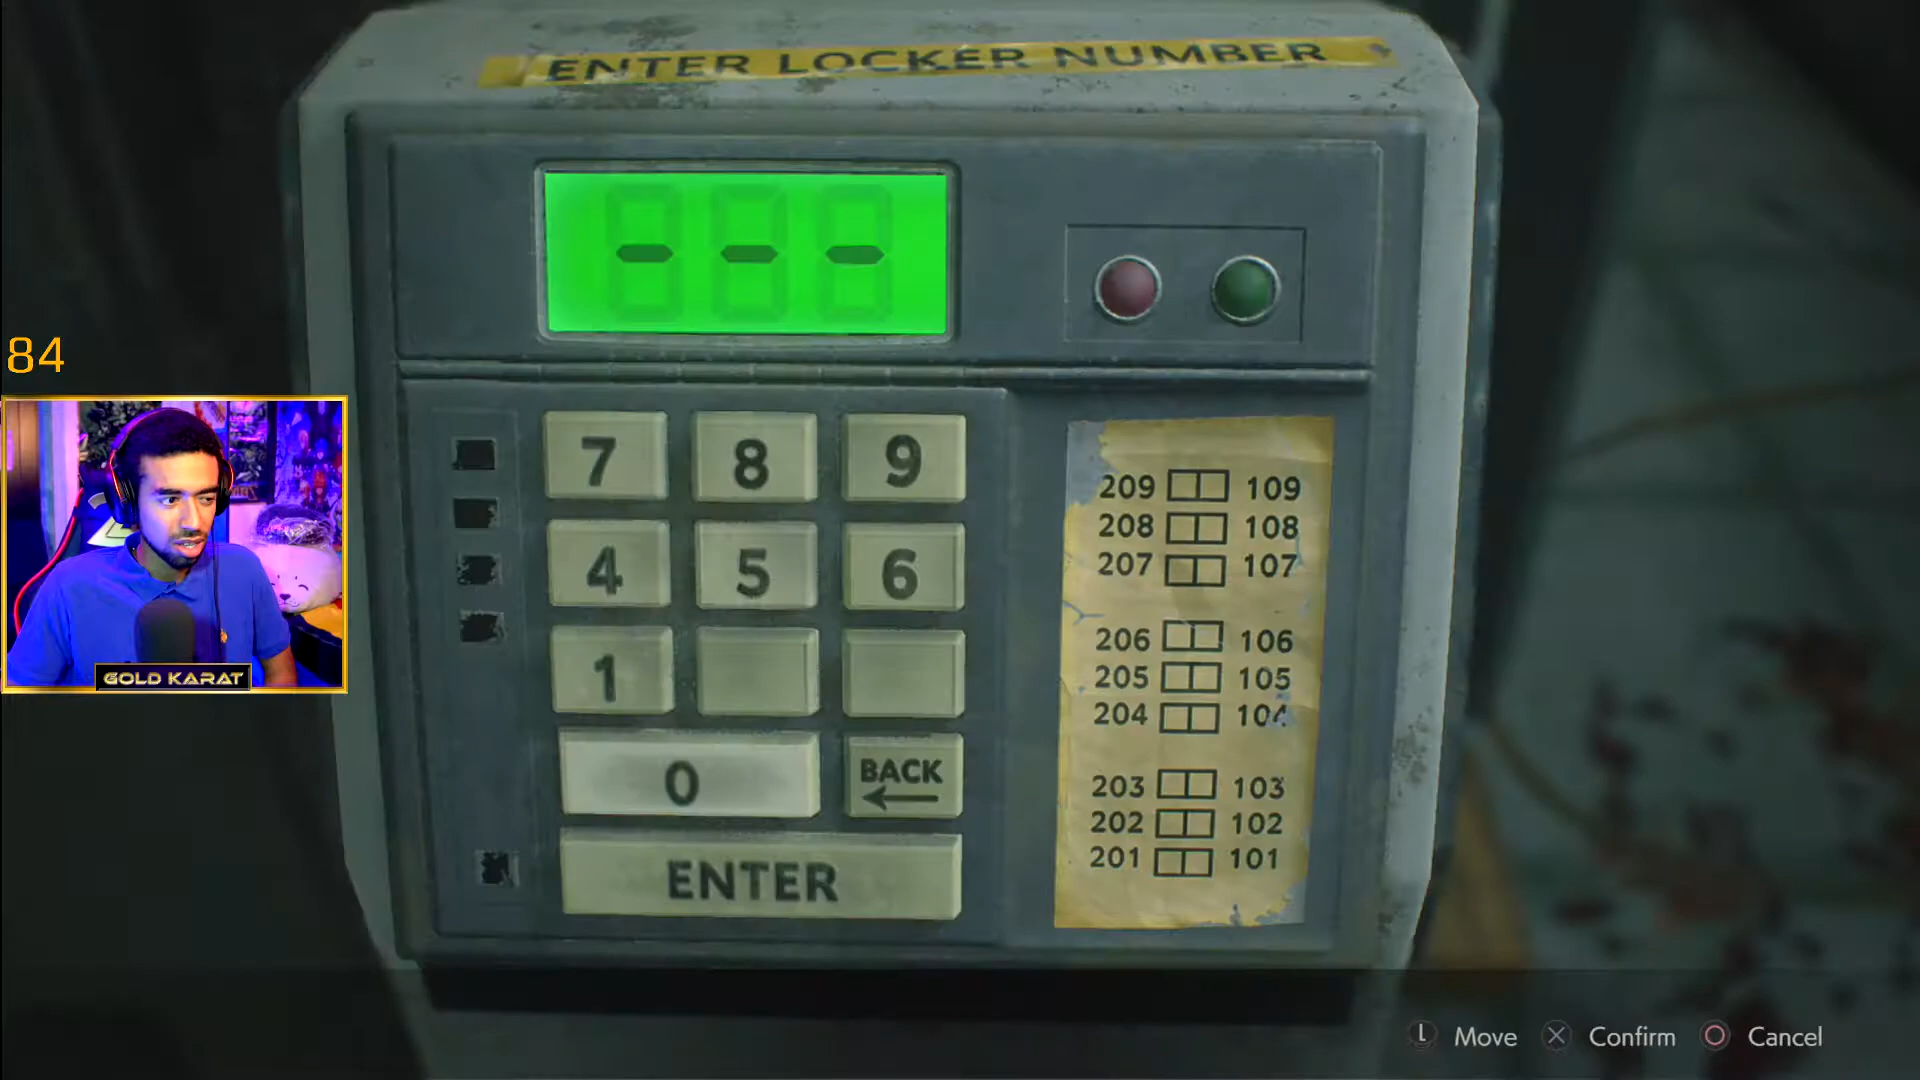 ENTER LOCKER NUMBER
84
7 8 9
4 5 6
1
0 BACK
ENTER
209 109
208 108
207 107
206 106
205 105
204 104
203 103
202 102
201 101
GOLD KARAT
L Move Confirm Cancel